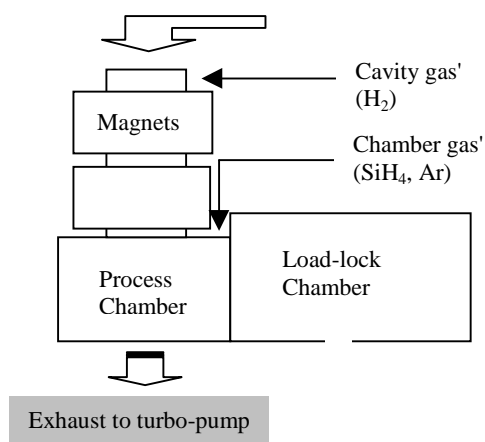 Cavity gas'
(H₂)
Magnets
Chamber gas'
(SiH₄, Ar)
Load-lock
Chamber
Process
Chamber
Exhaust to turbo-pump